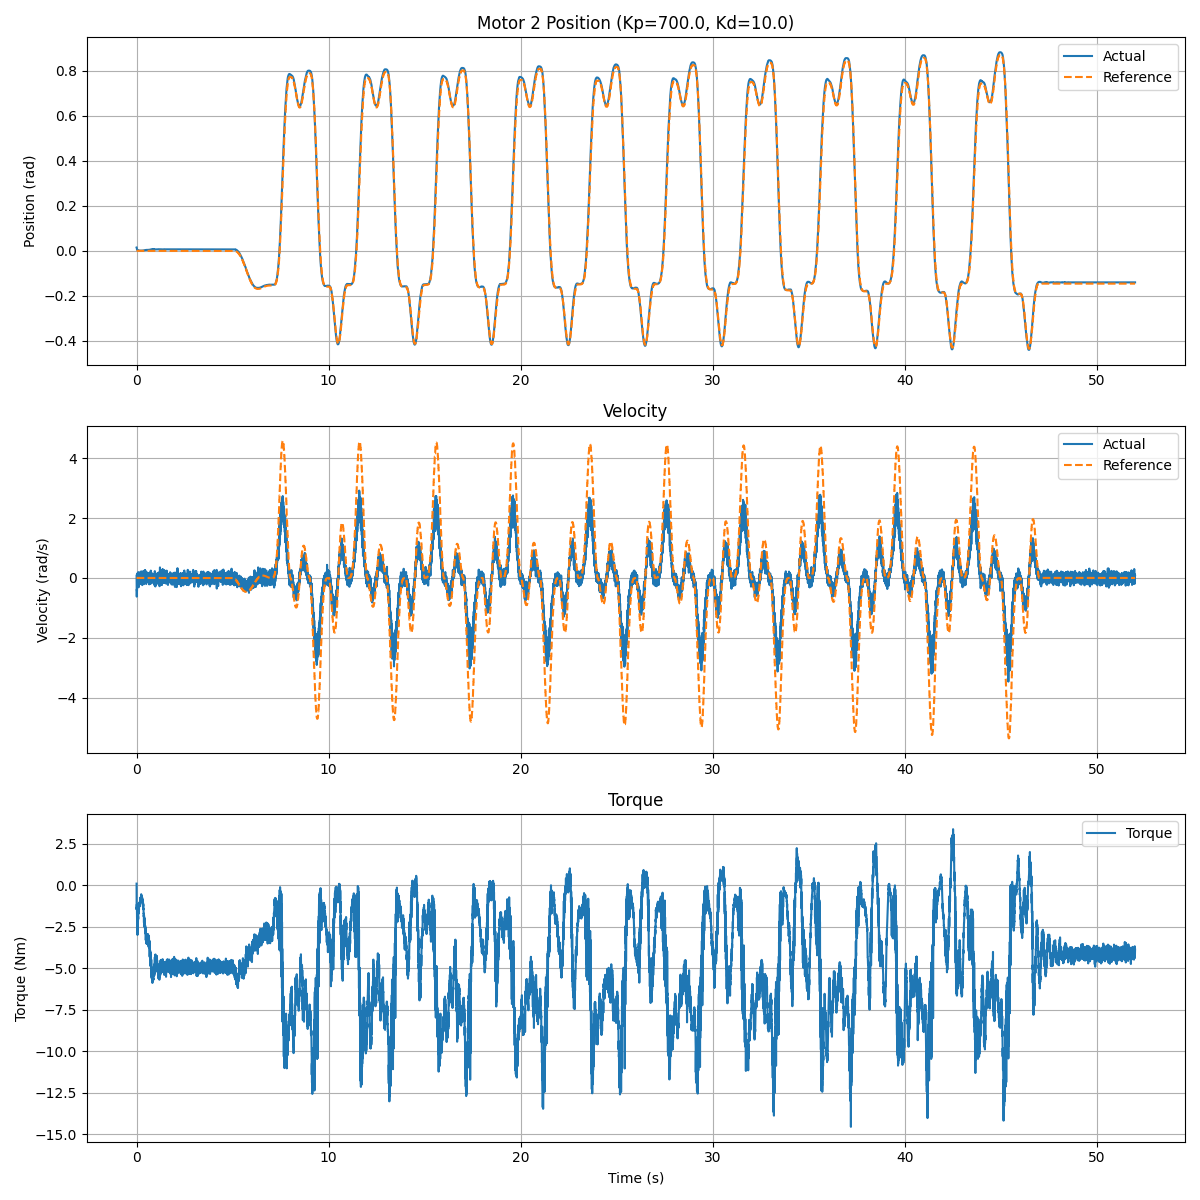 Motor 2 Position (Kp=700.0, Kd=10.0)
Actual
Reference
0.8
0.6
0.4
0.2
0.0
−0.2
−0.4
Position (rad)
0 10 20 30 40 50
Velocity
Actual
Reference
4
2
0
−2
−4
Velocity (rad/s)
0 10 20 30 40 50
Torque
Torque
2.5
0.0
−2.5
−5.0
−7.5
−10.0
−12.5
−15.0
Torque (Nm)
0 10 20 30 40 50
Time (s)